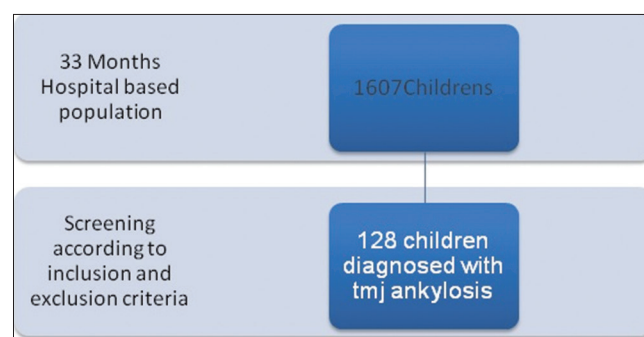 33 Months
Hospital based
population
1607Childrens
Screening
according to
inclusion and
exclusion criteria
128 children
diagnosed with
tmj ankylosis